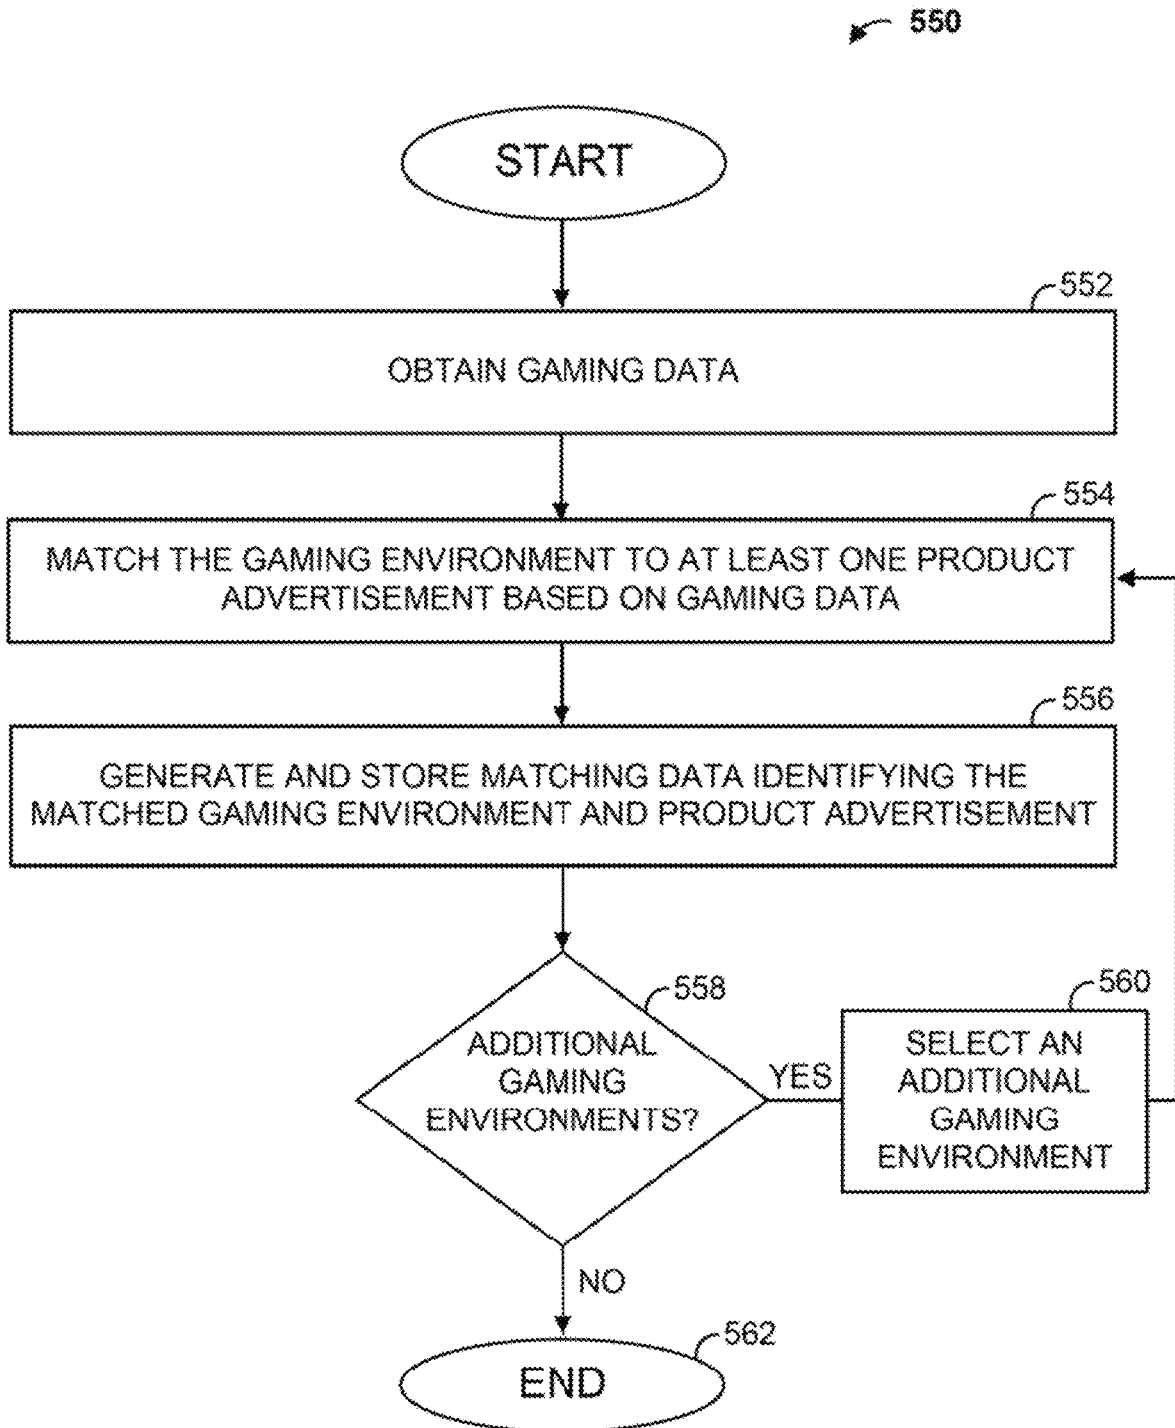 550
START
552
OBTAIN GAMING DATA
554
MATCH THE GAMING ENVIRONMENT TO AT LEAST ONE PRODUCT
ADVERTISEMENT BASED ON GAMING DATA
556
GENERATE AND STORE MATCHING DATA IDENTIFYING THE
MATCHED GAMING ENVIRONMENT AND PRODUCT ADVERTISEMENT
558
ADDITIONAL
GAMING
ENVIRONMENTS?
YES
560
SELECT AN
ADDITIONAL
GAMING
ENVIRONMENT
NO
562
END